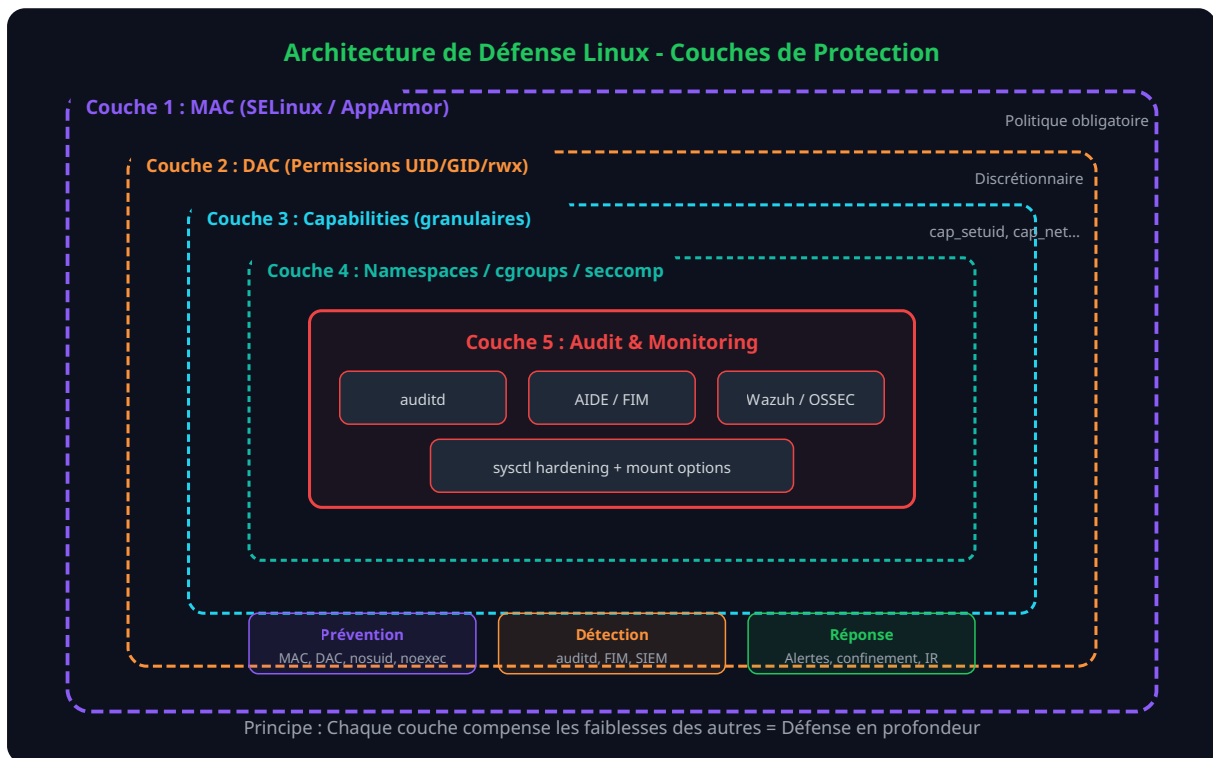 Architecture de Défense Linux - Couches de Protection
Couche 1 : MAC (SELinux / AppArmor)
Politique obligatoire
Couche 2 : DAC (Permissions UID/GID/rwx)
Discrétionnaire
Couche 3 : Capabilities (granulaires)
cap_setuid, cap_net...
Couche 4 : Namespaces / cgroups / seccomp
Couche 5 : Audit & Monitoring
auditd
AIDE / FIM
Wazuh / OSSEC
sysctl hardening + mount options
Prévention
MAC, DAC, nosuid, noexec
Détection
auditd, FIM, SIEM
Réponse
Alertes, confinement, IR
Principe : Chaque couche compense les faiblesses des autres = Défense en profondeur